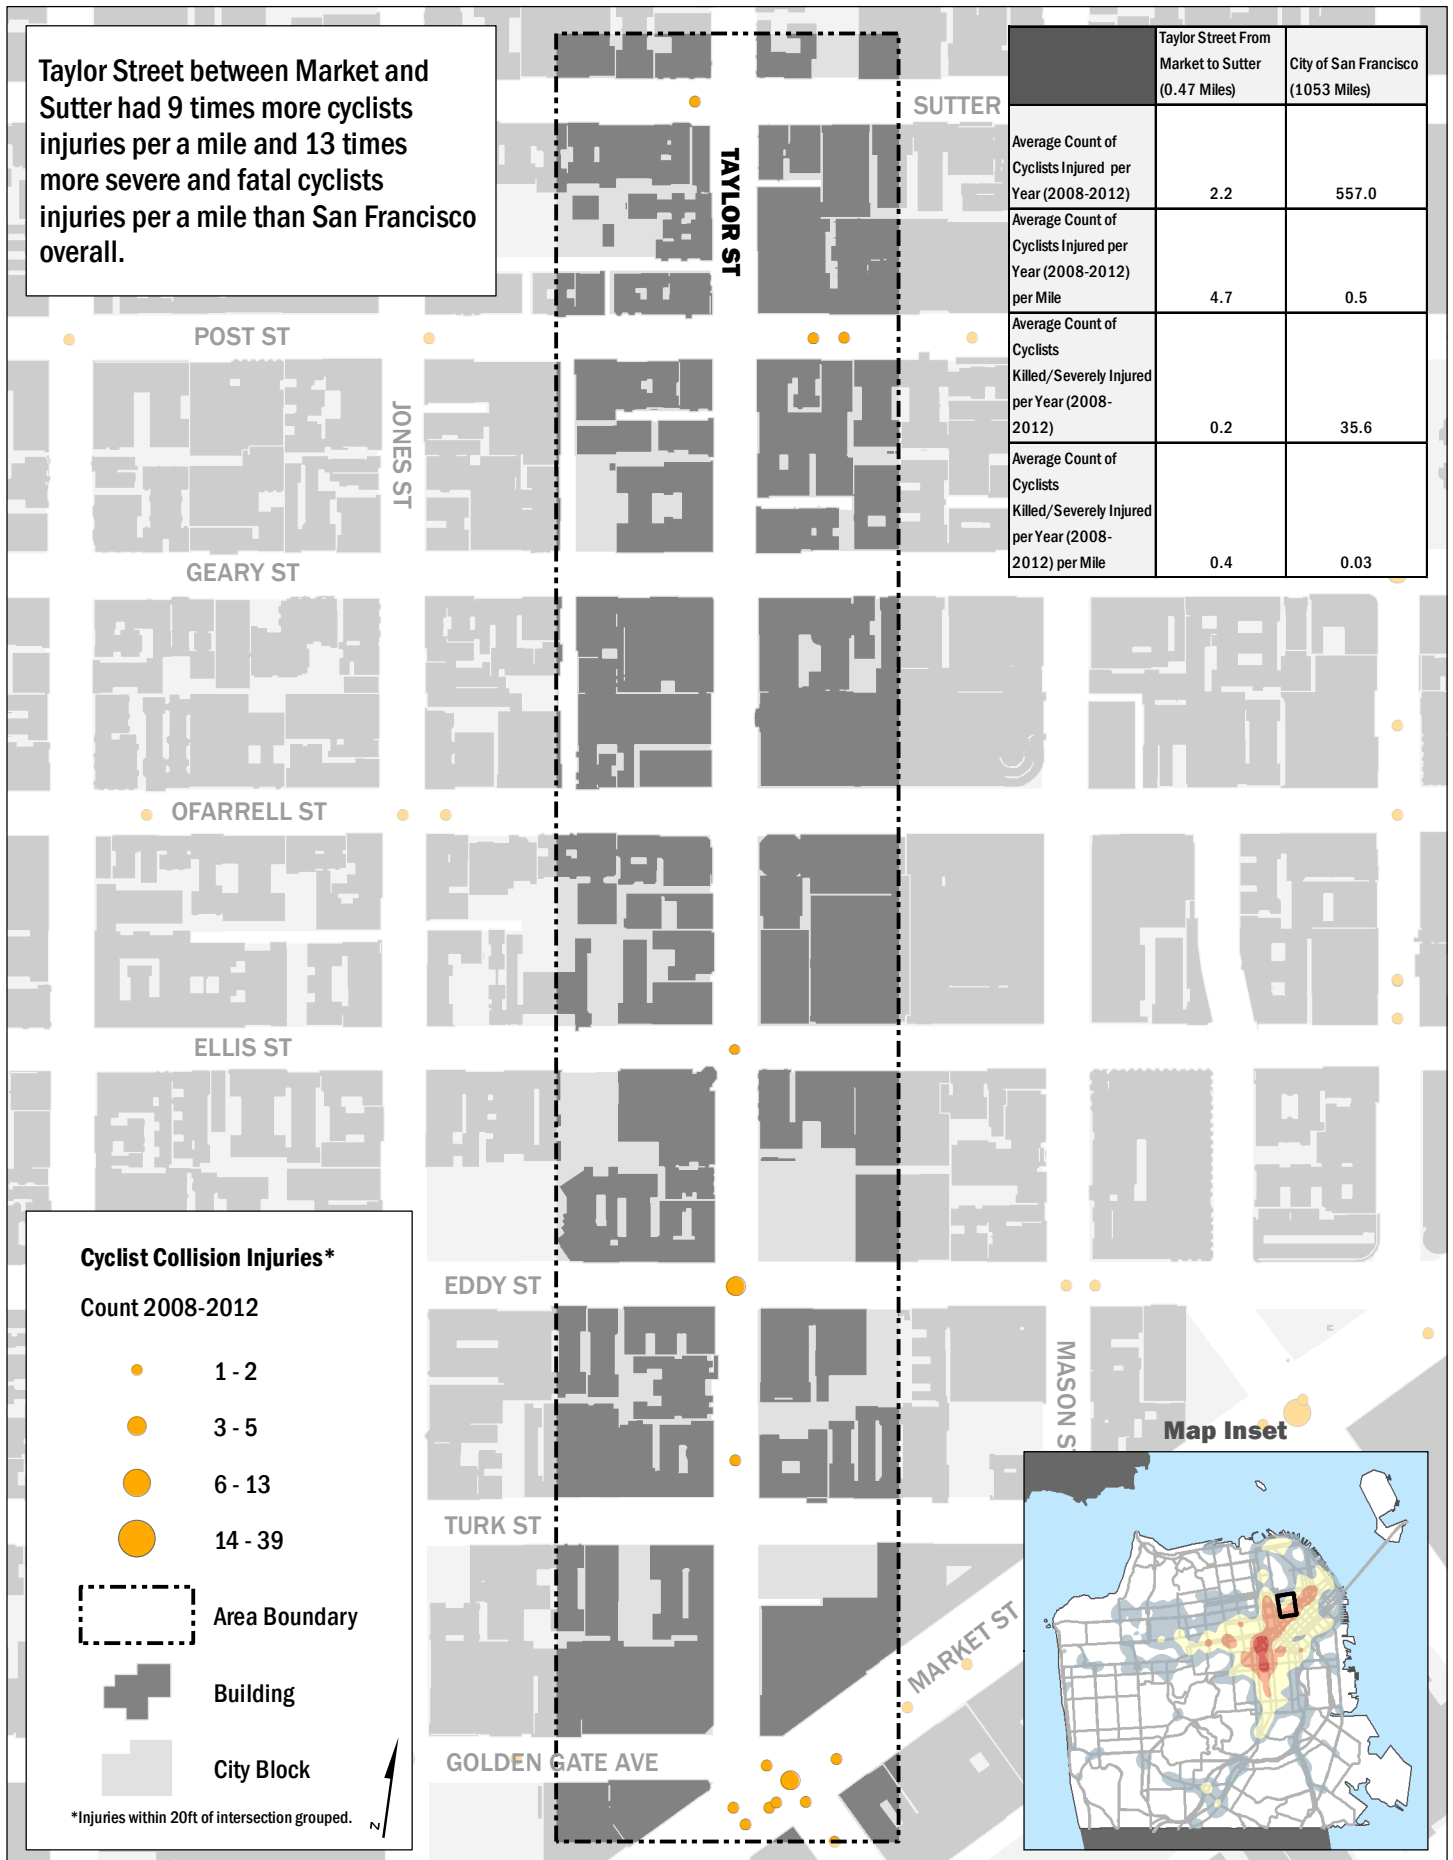 Taylor Street between Market and
Sutter had 9 times more cyclists
injuries per a mile and 13 times
more severe and fatal cyclists
injuries per a mile than San Francisco
overall.
Taylor Street From
Market to Sutter
(0.47 Miles)
City of San Francisco
(1053 Miles)
Average Count of
Cyclists Injured per
Year (2008-2012)
2.2
557.0
Average Count of
Cyclists Injured per
Year (2008-2012)
per Mile
4.7
0.5
Average Count of
Cyclists
Killed/Severely Injured
per Year (2008-
2012)
0.2
35.6
Average Count of
Cyclists
Killed/Severely Injured
per Year (2008-
2012) per Mile
0.4
0.03
SUTTER
TAYLOR ST
POST ST
JONES ST
GEARY ST
OFARRELL ST
ELLIS ST
EDDY ST
MASON S
TURK ST
MARKET ST
GOLDEN GATE AVE
Cyclist Collision Injuries*
Count 2008-2012
1 - 2
3 - 5
6 - 13
14 - 39
Area Boundary
Building
City Block
*Injuries within 20ft of intersection grouped.
N
Map Inset